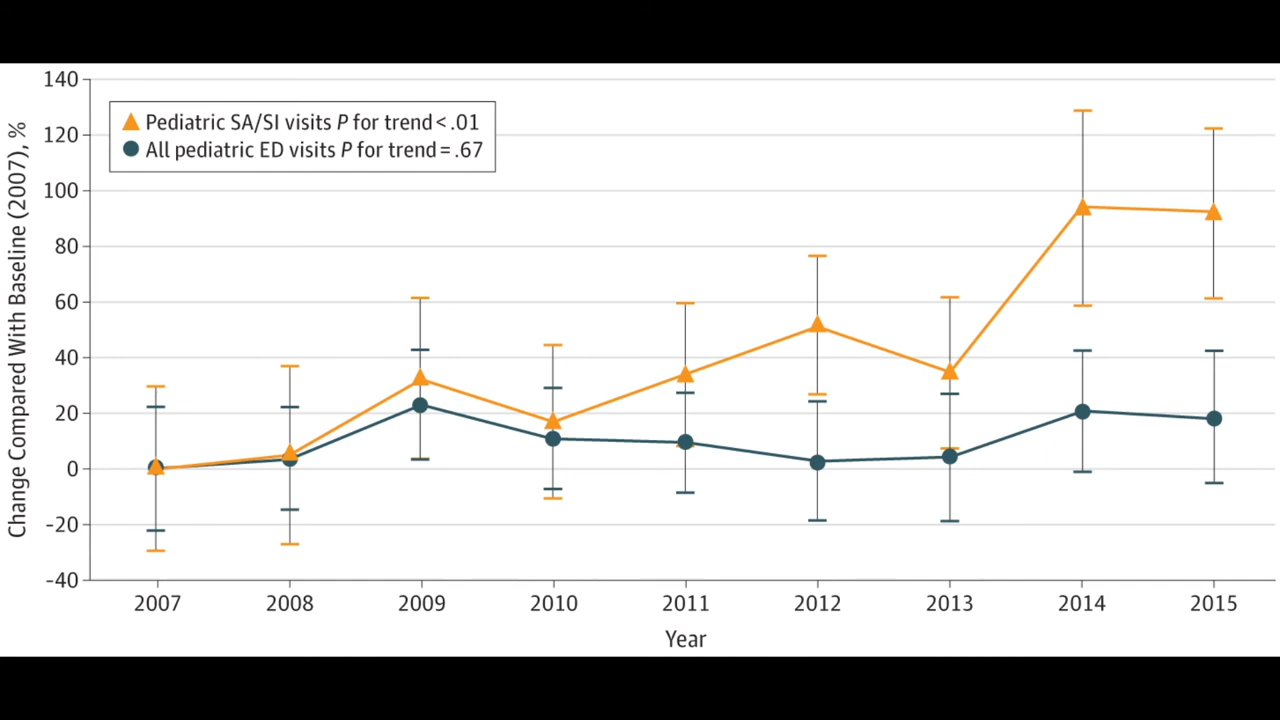 140
Pediatric SA/SI visits P for trend < .01
All pediatric ED visits P for trend = .67
120
100
80
60
40
20
0
-20
-40
Change Compared With Baseline (2007), %
2007 2008 2009 2010 2011 2012 2013 2014 2015
Year